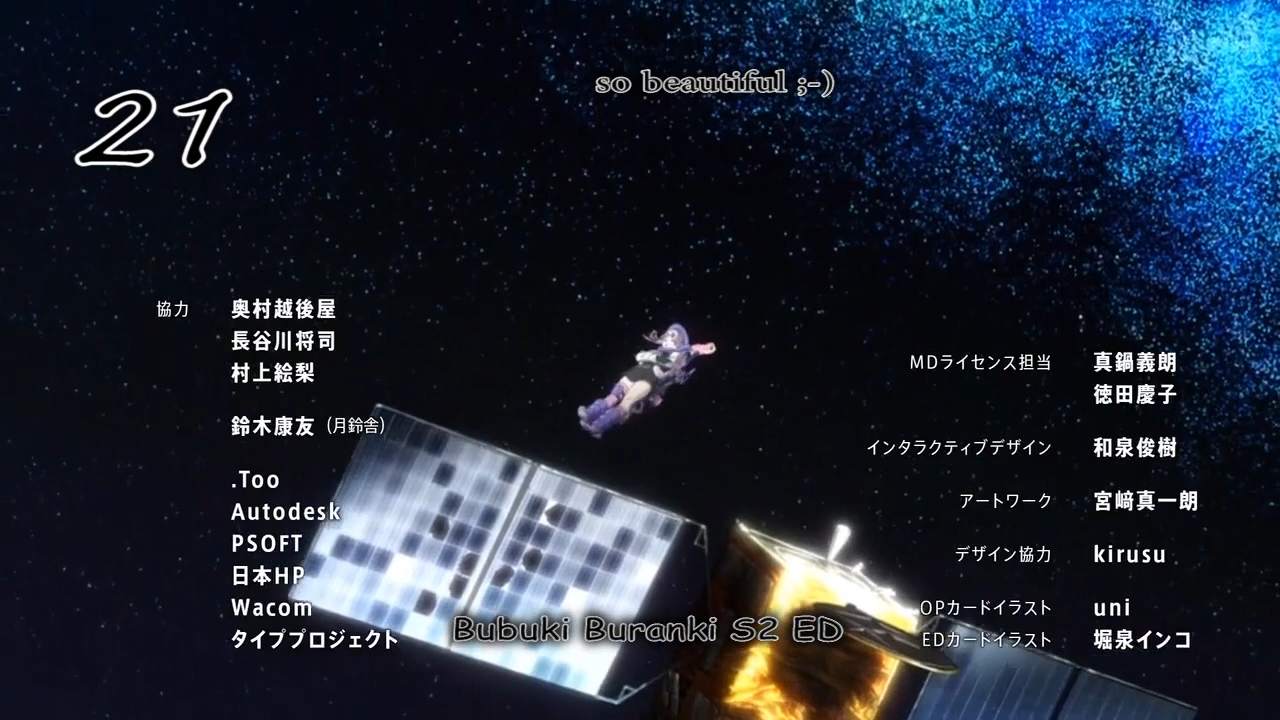 so beautiful ;-)
21
協力 奥村越後屋
長谷川将司
村上絵梨
鈴木康友 (月鈴舎)
.Too
Autodesk
PSOFT
日本HP
Wacom
タイププロジェクト
MDライセンス担当 真鍋義朗
徳田慶子
インタラクティブデザイン 和泉俊樹
アートワーク 宮﨑真一朗
デザイン協力 kirusu
OPカードイラスト uni
EDカードイラスト 堀泉インコ
Bubuki Buranki S2 ED